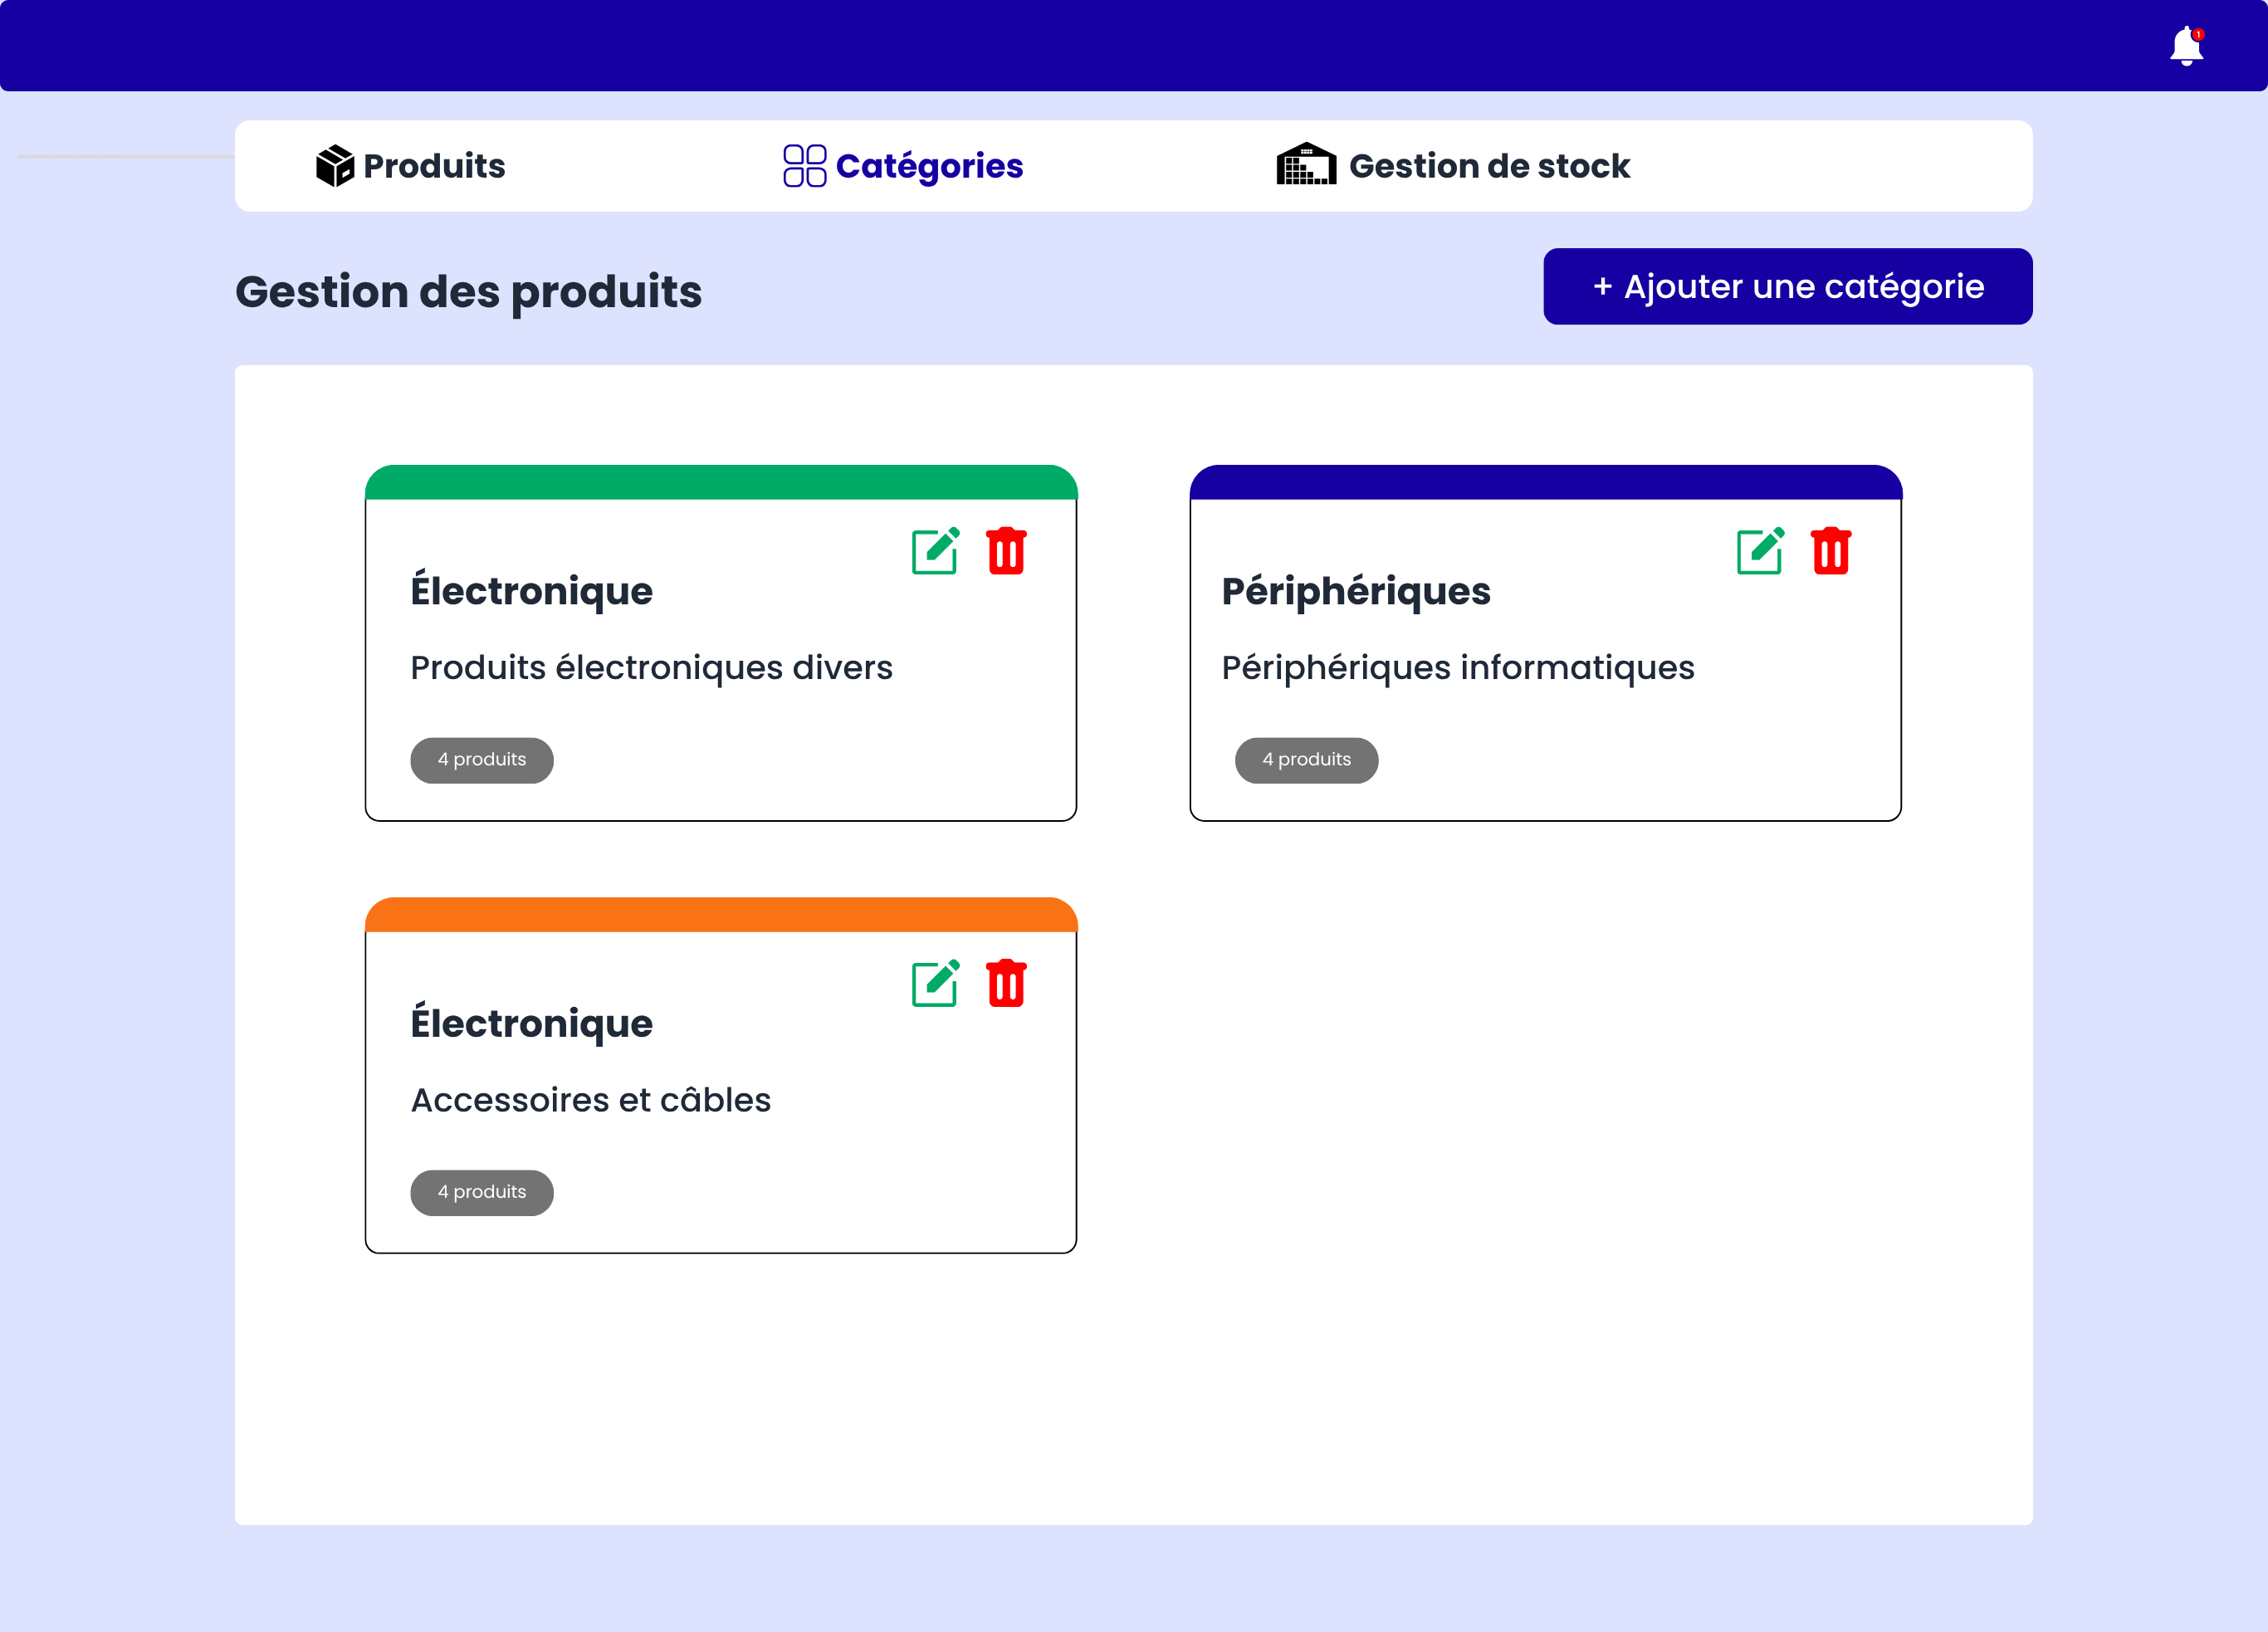 1
Produits
Catégories
Gestion de stock
Gestion des produits
+ Ajouter une catégorie
Électronique
Produits électroniques divers
4 produits
Périphériques
Périphériques informatiques
4 produits
Électronique
Accessoires et câbles
4 produits